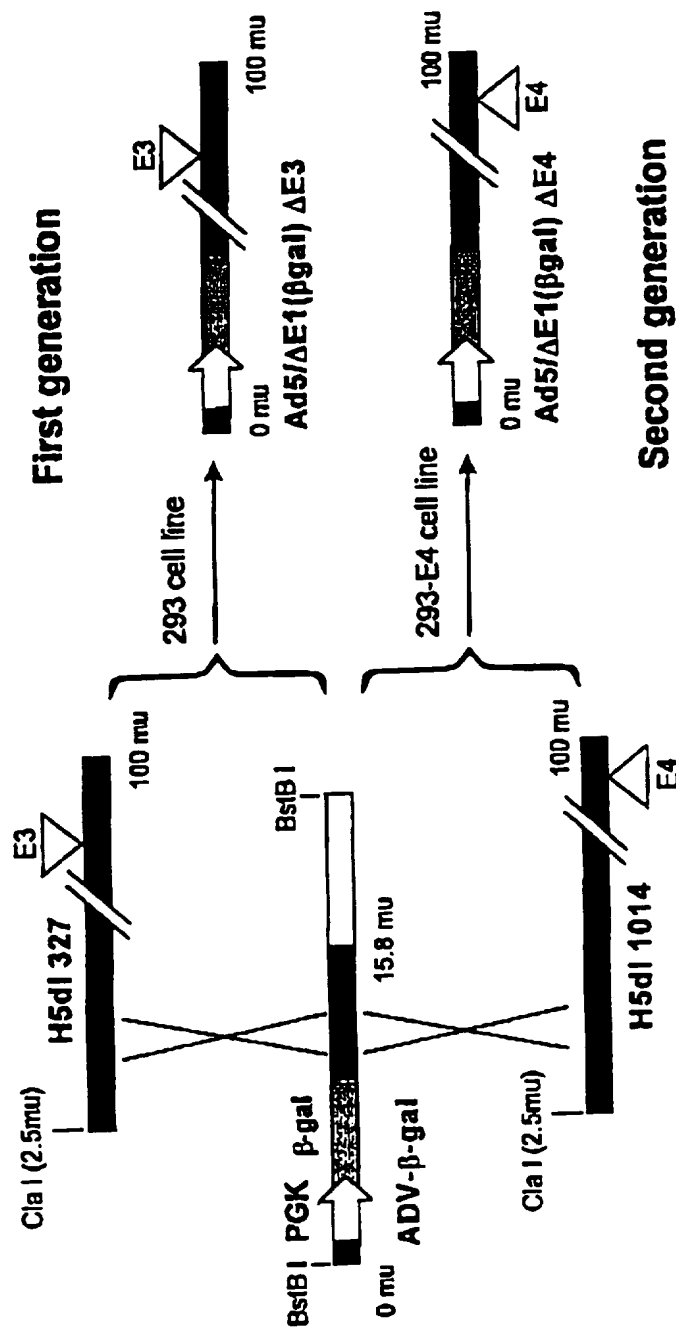 First generation
E3
H5dl 327
Cla I (2.5mu)
100 mu
293 cell line
E3
0 mu
100 mu
Ad5/ΔE1(βgal) ΔE3
BstB I
PGK
β-gal
BstB I
0 mu
15.8 mu
ADV-β-gal
293-E4 cell line
0 mu
100 mu
E4
Ad5/ΔE1(βgal) ΔE4
Cla I (2.5mu)
100 mu
H5dl 1014
E4
Second generation